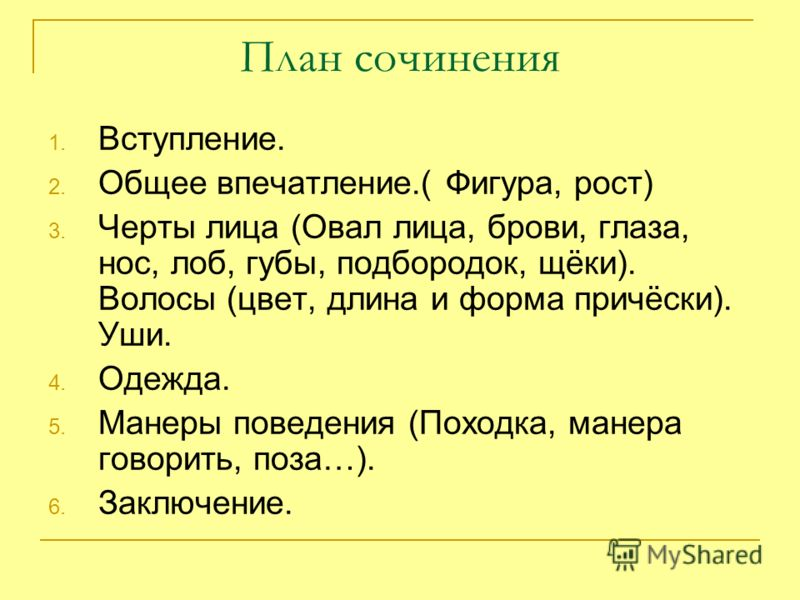 План сочинения
1. Вступление.
2. Общее впечатление.( Фигура, рост)
3. Черты лица (Овал лица, брови, глаза,
нос, лоб, губы, подбородок, щёки).
Волосы (цвет, длина и форма причёски).
Уши.
4. Одежда.
5. Манеры поведения (Походка, манера
говорить, поза…).
6. Заключение.
MyShared